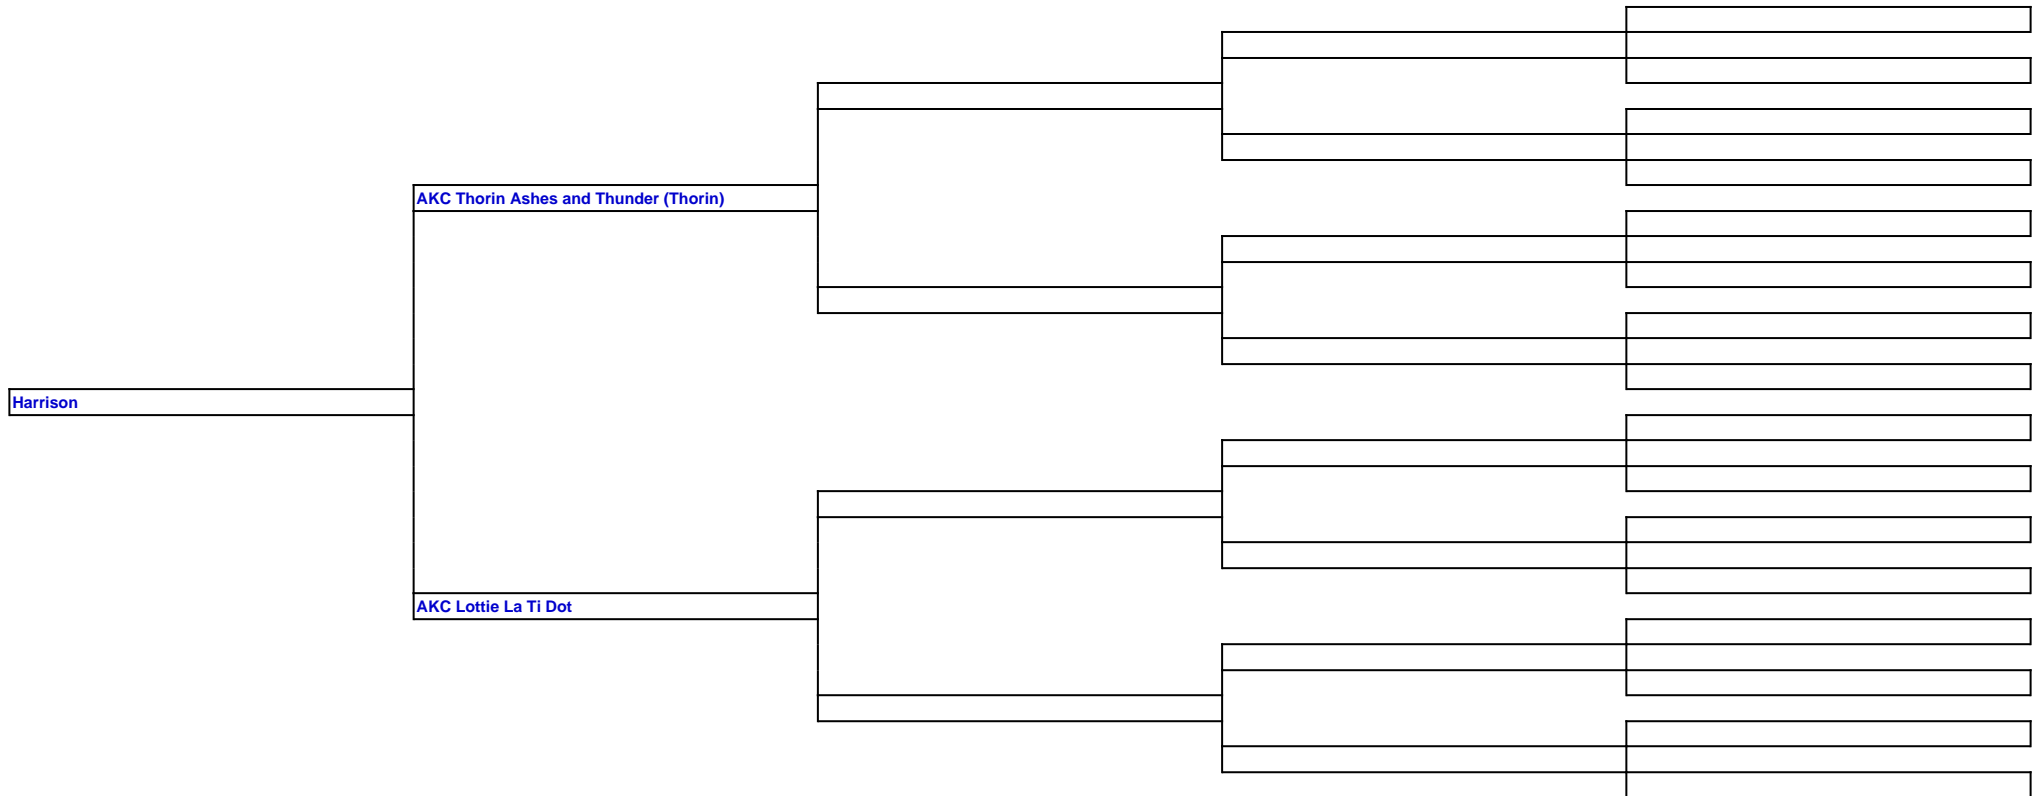 AKC Thorin Ashes and Thunder (Thorin)
Harrison
AKC Lottie La Ti Dot